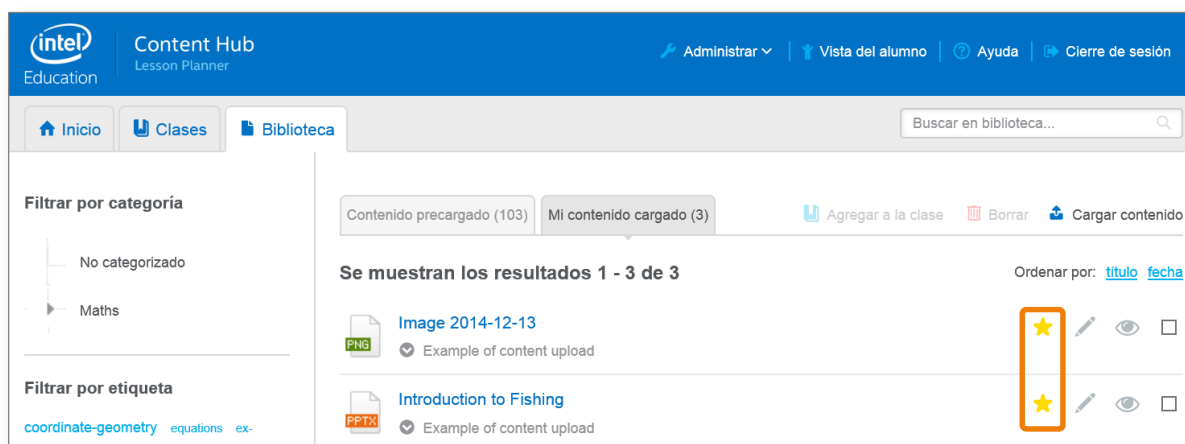 intel Education
Content Hub
Lesson Planner
Administrar
Vista del alumno
Ayuda
Cierre de sesión
Inicio
Clases
Biblioteca
Buscar en biblioteca...
Filtrar por categoría
No categorizado
Maths
Filtrar por etiqueta
coordinate-geometry equations ex-
Contenido precargado (103)
Mi contenido cargado (3)
Agregar a la clase
Borrar
Cargar contenido
Se muestran los resultados 1 - 3 de 3
Ordenar por: título fecha
PNG
Image 2014-12-13
Example of content upload
PPTX
Introduction to Fishing
Example of content upload